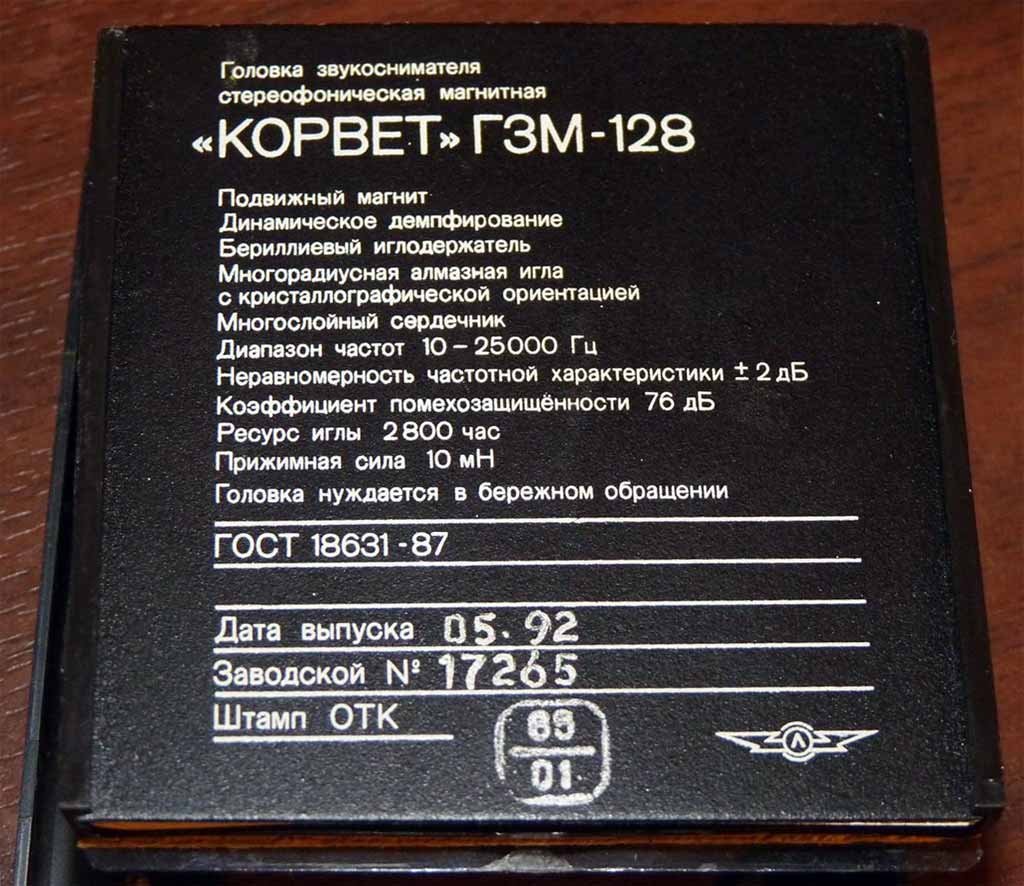 Головка звукоснимателя
стереофоническая магнитная
«КОРВЕТ» ГЗМ-128
Подвижный магнит
Динамическое демпфирование
Бериллиевый иглодержатель
Многорадиусная алмазная игла
с кристаллографической ориентацией
Многослойный сердечник
Диапазон частот 10 – 25000 Гц
Неравномерность частотной характеристики ± 2 дБ
Коэффициент помехозащищённости 76 дБ
Ресурс иглы 2800 час
Прижимная сила 10 мН
Головка нуждается в бережном обращении
ГОСТ 18631-87
Дата выпуска 05.92
Заводской № 17265
Штамп ОТК
01
Л